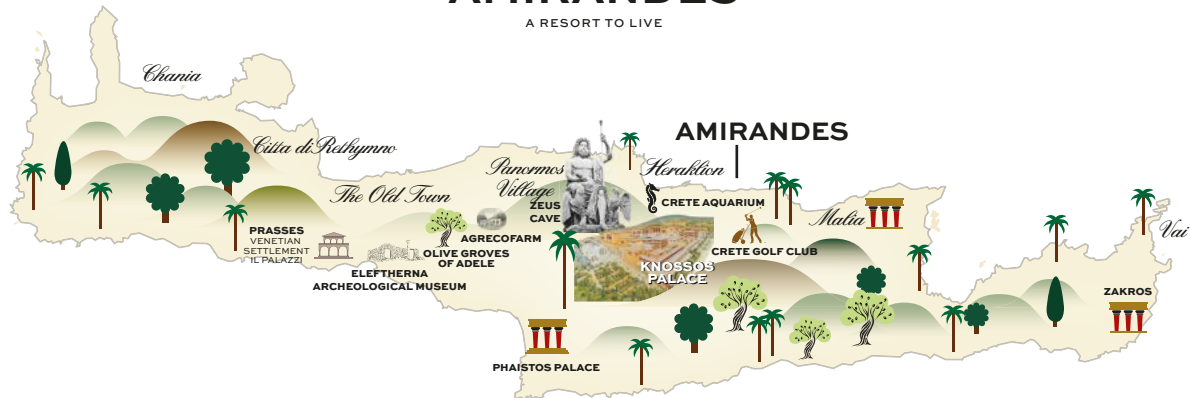 AMIRANDES
A RESORT TO LIVE
Chania
Citta di Rethymno
The Old Town
Panormos
Village
Heraklion
AMIRANDES
ZEUS
CAVE
CRETE AQUARIUM
Malia
Vai
PRASSES
VENETIAN
SETTLEMENT
IL PALAZZI
AGRECOFARM
OLIVE GROVES
OF ADELE
ELEFTHERNA
ARCHEOLOGICAL MUSEUM
CRETE GOLF CLUB
KNOSSOS
PALACE
ZAKROS
PHAISTOS PALACE